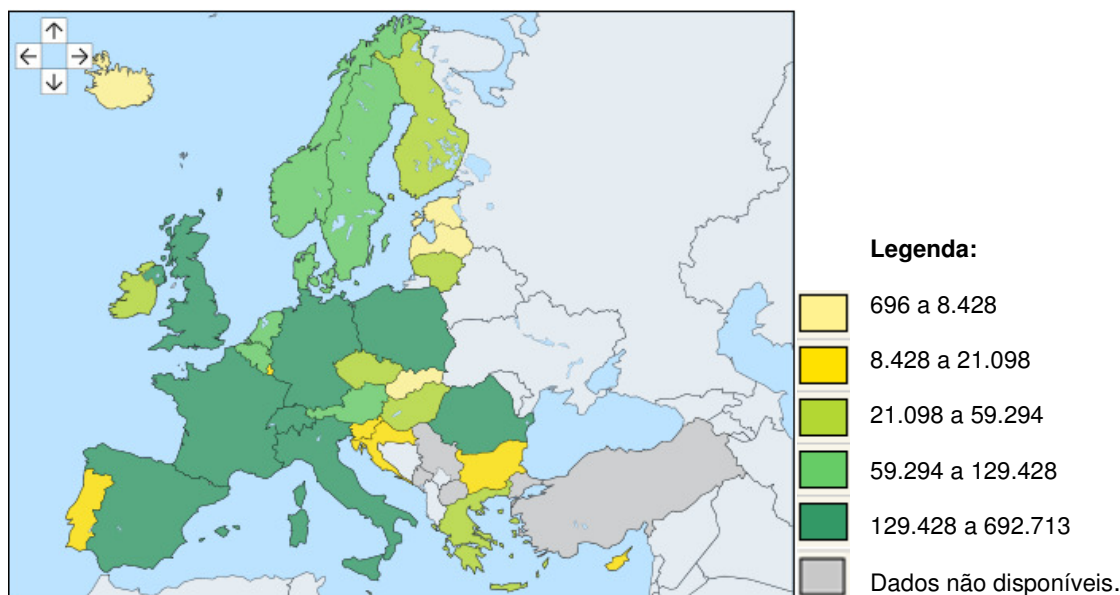 Legenda:
696 a 8.428
8.428 a 21.098
21.098 a 59.294
59.294 a 129.428
129.428 a 692.713
Dados não disponíveis.